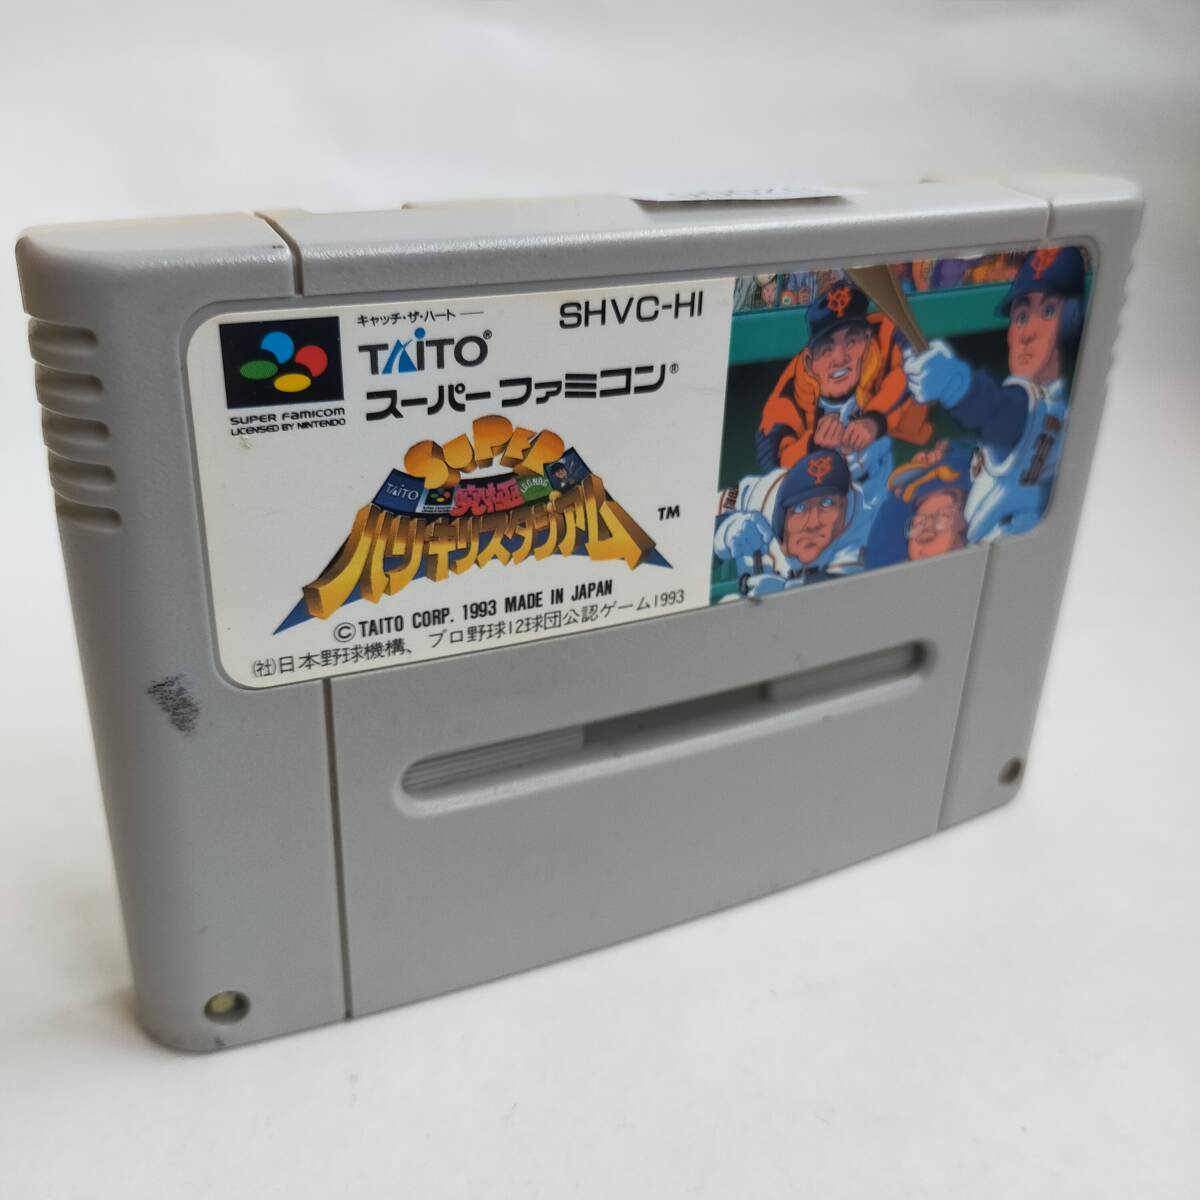 キャッチ・ザ・ハート
TAITO®
スーパーファミコン®
SHVC-HI
SUPER FAMICOM
LICENSED BY NINTENDO
SUPER
TAITO
究極
ハリキリスタジアム
TM
© TAITO CORP. 1993 MADE IN JAPAN
(社)日本野球機構、プロ野球12球団公認ゲーム1993